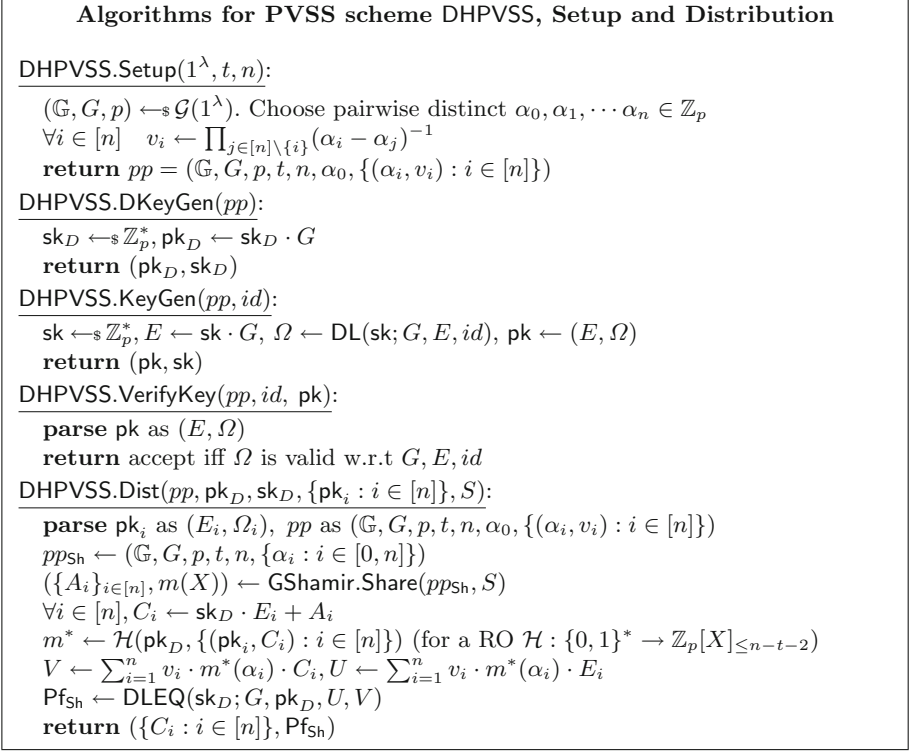 Algorithms for PVSS scheme DHPVSS, Setup and Distribution
DHPVSS.Setup(1^λ, t, n):
(𝔾, G, p) ←$ 𝒢(1^λ). Choose pairwise distinct α_0, α_1, ··· α_n ∈ ℤ_p
∀i ∈ [n] v_i ← ∏_{j∈[n]\{i}} (α_i − α_j)^{−1}
return pp = (𝔾, G, p, t, n, α_0, {(α_i, v_i) : i ∈ [n]})
DHPVSS.DKeyGen(pp):
sk_D ←$ ℤ_p^*, pk_D ← sk_D · G
return (pk_D, sk_D)
DHPVSS.KeyGen(pp, id):
sk ←$ ℤ_p^*, E ← sk · G, Ω ← DL(sk; G, E, id), pk ← (E, Ω)
return (pk, sk)
DHPVSS.VerifyKey(pp, id, pk):
parse pk as (E, Ω)
return accept iff Ω is valid w.r.t G, E, id
DHPVSS.Dist(pp, pk_D, sk_D, {pk_i : i ∈ [n]}, S):
parse pk_i as (E_i, Ω_i), pp as (𝔾, G, p, t, n, α_0, {(α_i, v_i) : i ∈ [n]})
pp_Sh ← (𝔾, G, p, t, n, {α_i : i ∈ [0, n]})
({A_i}_{i∈[n]}, m(X)) ← GShamir.Share(pp_Sh, S)
∀i ∈ [n], C_i ← sk_D · E_i + A_i
m^* ← ℋ(pk_D, {(pk_i, C_i) : i ∈ [n]}) (for a RO ℋ : {0, 1}^* → ℤ_p[X]_{≤n−t−2})
V ← ∑_{i=1}^n v_i · m^*(α_i) · C_i, U ← ∑_{i=1}^n v_i · m^*(α_i) · E_i
Pf_Sh ← DLEQ(sk_D; G, pk_D, U, V)
return ({C_i : i ∈ [n]}, Pf_Sh)